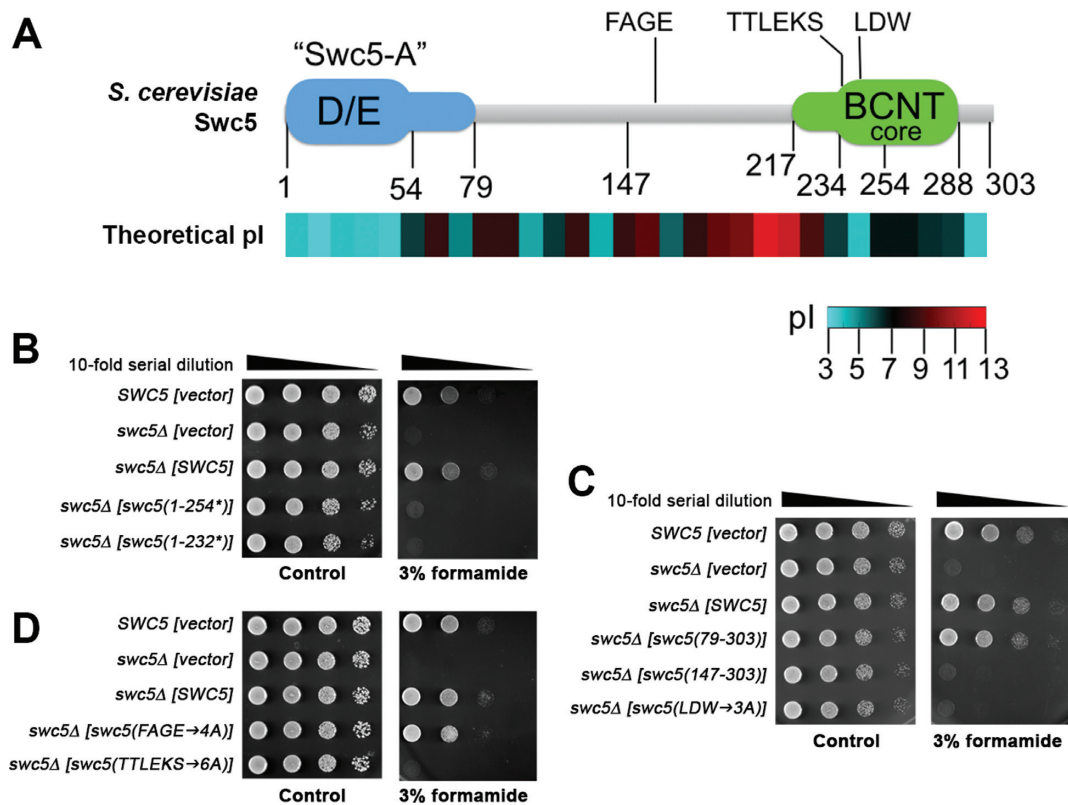 A
FAGE TTLEKS LDW
“Swc5-A”
S. cerevisiae
Swc5
D/E
BCNT
core
1 54 79 147 217 234 254 288 303
Theoretical pI
pI
3 5 7 9 11 13
B
10-fold serial dilution
SWC5 [vector]
swc5Δ [vector]
swc5Δ [SWC5]
swc5Δ [swc5(1-254*)]
swc5Δ [swc5(1-232*)]
Control 3% formamide
C
10-fold serial dilution
SWC5 [vector]
swc5Δ [vector]
swc5Δ [SWC5]
swc5Δ [swc5(79-303)]
swc5Δ [swc5(147-303)]
swc5Δ [swc5(LDW→3A)]
Control 3% formamide
D
SWC5 [vector]
swc5Δ [vector]
swc5Δ [SWC5]
swc5Δ [swc5(FAGE→4A)]
swc5Δ [swc5(TTLEKS→6A)]
Control 3% formamide